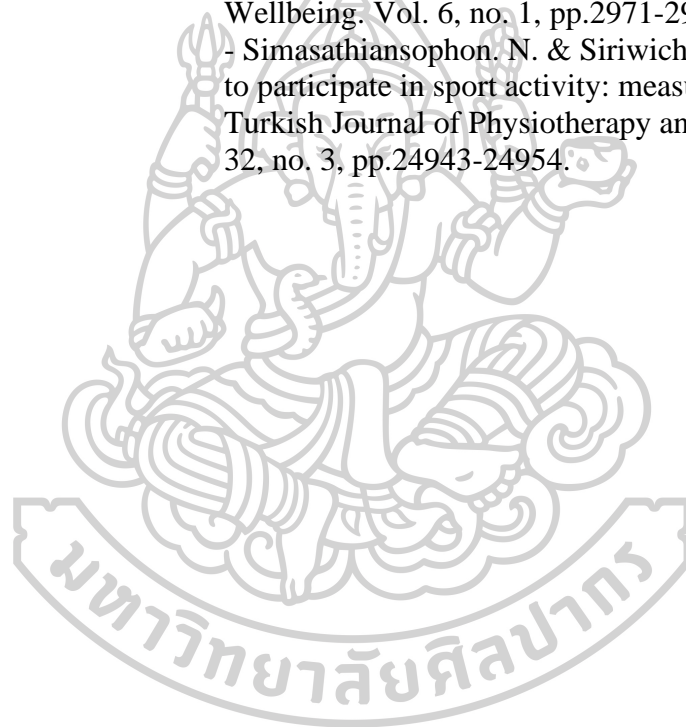 Wellbeing. Vol. 6, no. 1, pp.2971-29
- Simasathiansophon. N. & Siriwich
to participate in sport activity: meas
Turkish Journal of Physiotherapy an
32, no. 3, pp.24943-24954.
มหาวิทยาลัยศิลปากร